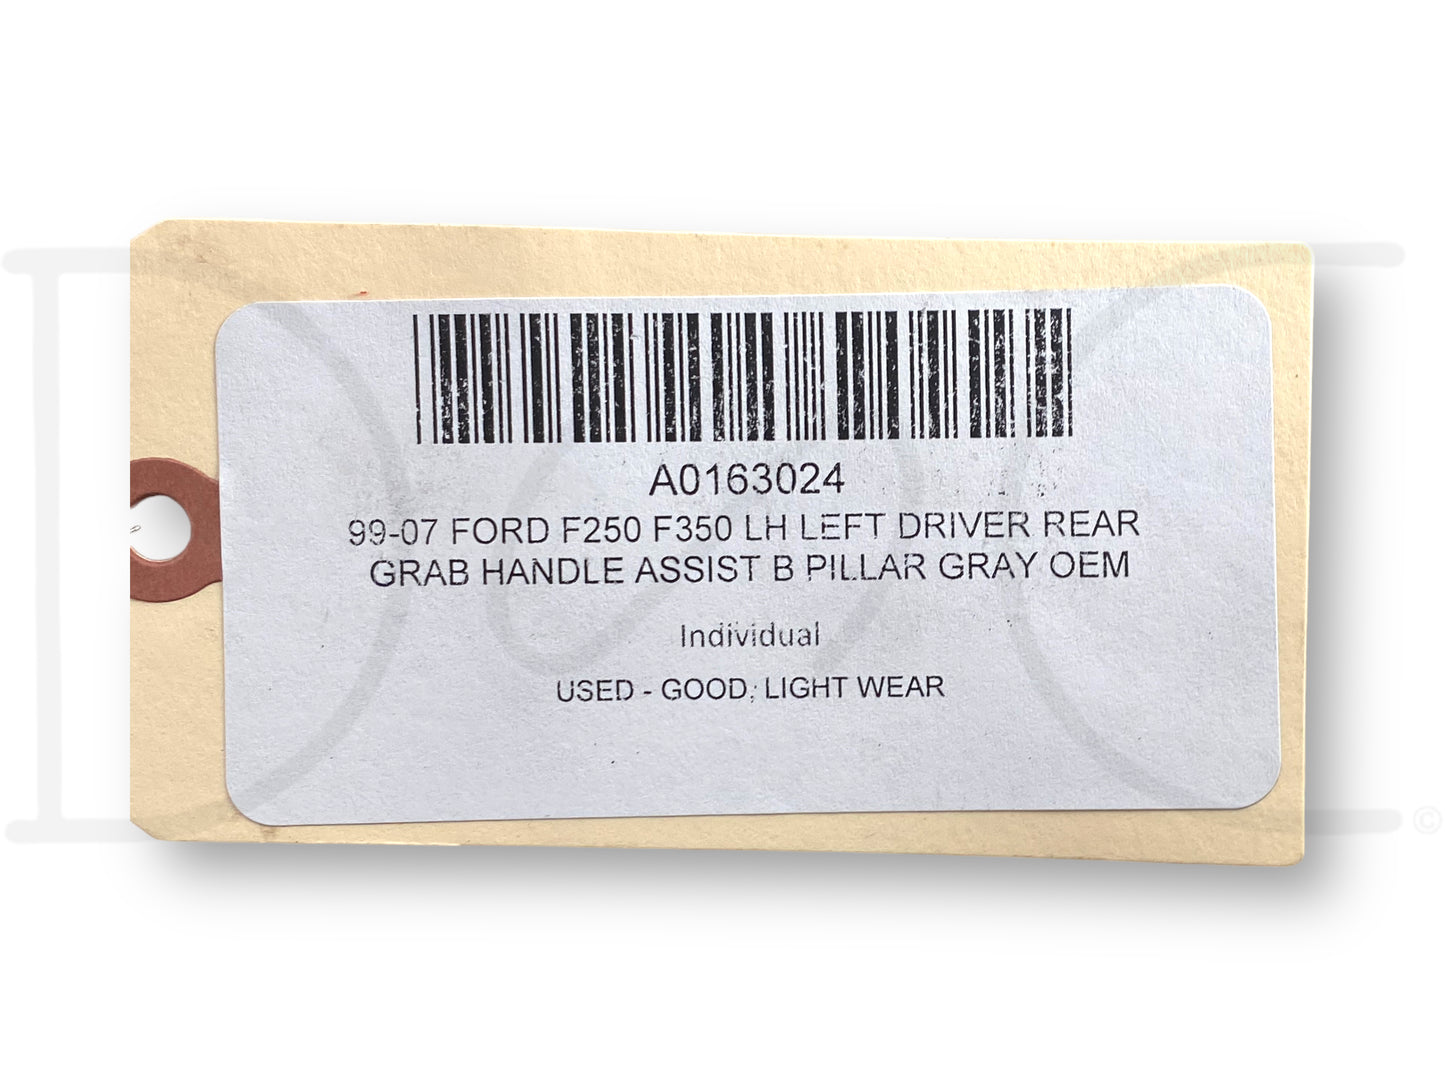 A0163024
99-07 FORD F250 F350 LH LEFT DRIVER REAR
GRAB HANDLE ASSIST B PILLAR GRAY OEM
Individual
USED - GOOD; LIGHT WEAR
©